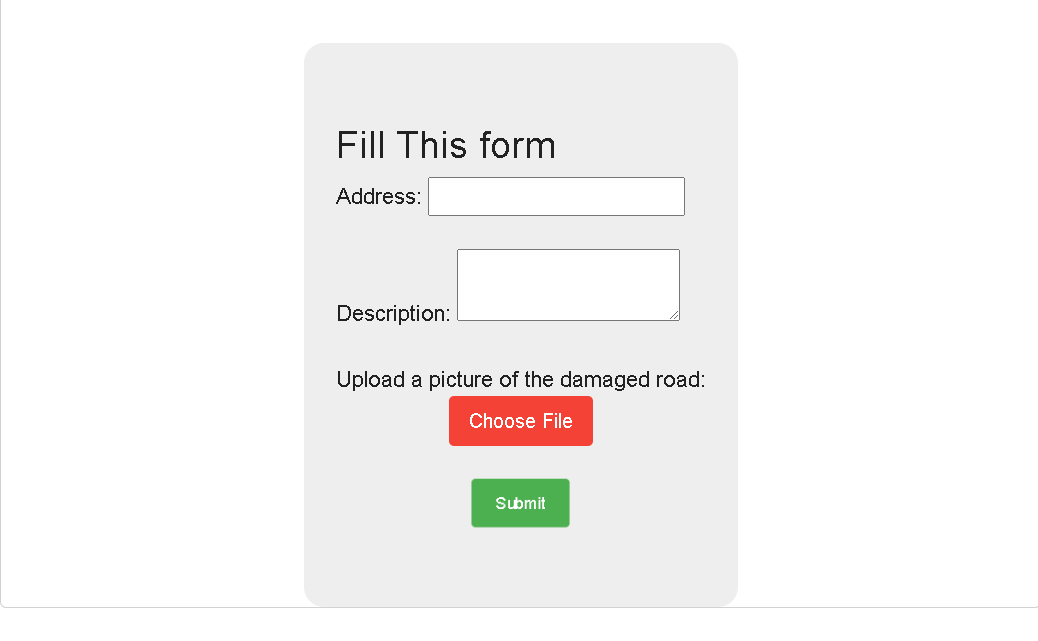 Fill This form
Address:
Description:
Upload a picture of the damaged road:
Choose File
Submit